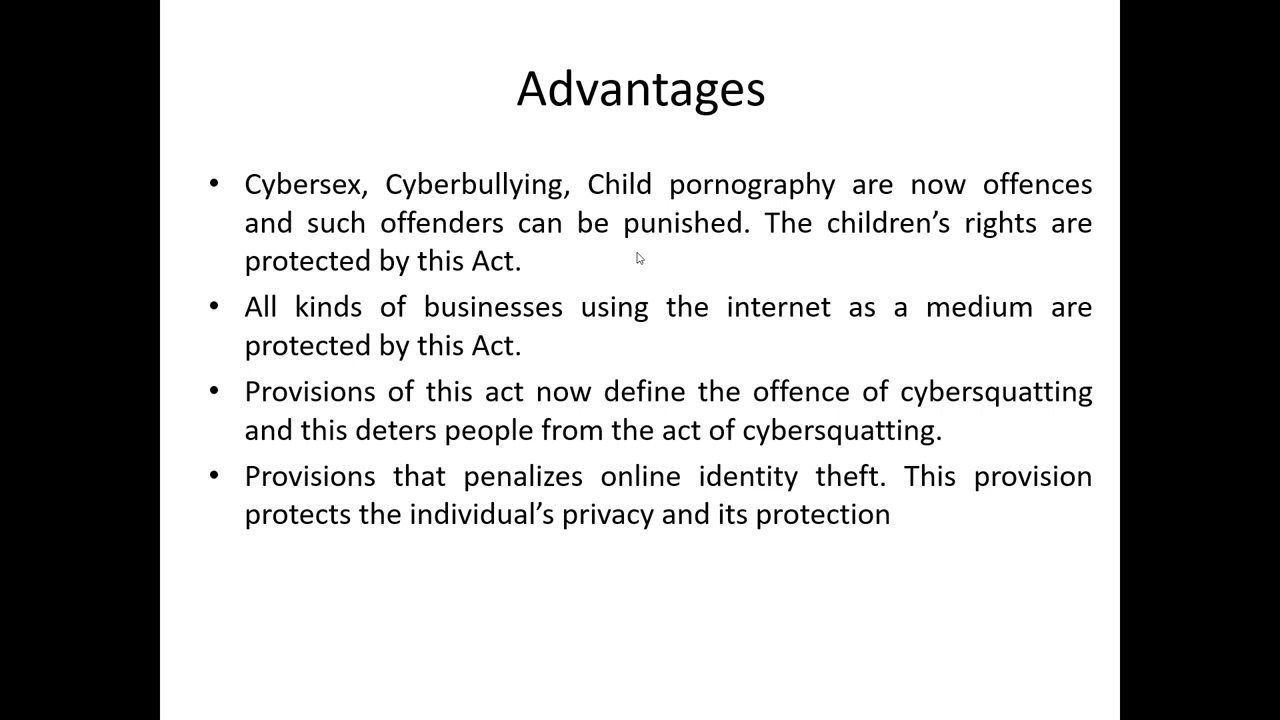 Advantages
• Cybersex, Cyberbullying, Child pornography are now offences
and such offenders can be punished. The children’s rights are
protected by this Act.
• All kinds of businesses using the internet as a medium are
protected by this Act.
• Provisions of this act now define the offence of cybersquatting
and this deters people from the act of cybersquatting.
• Provisions that penalizes online identity theft. This provision
protects the individual’s privacy and its protection